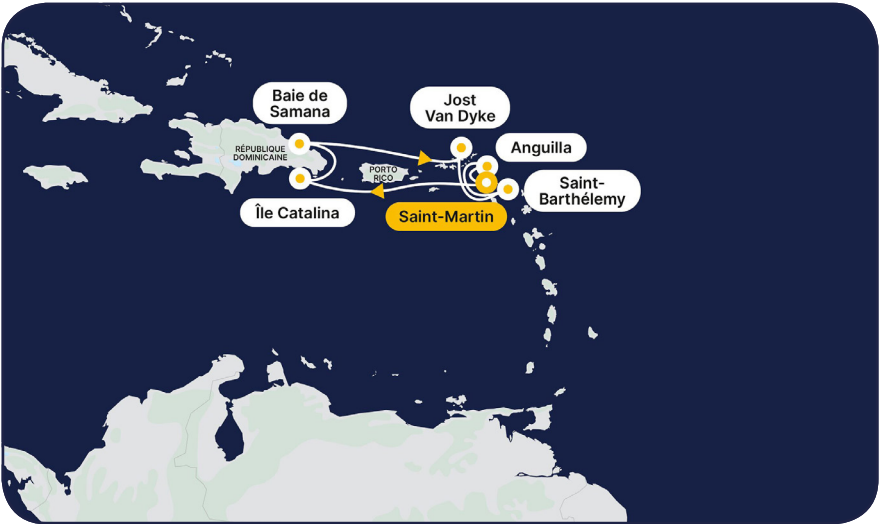 Baie de
Samana
Jost
Van Dyke
Anguilla
RÉPUBLIQUE
DOMINICAINE
PORTO
RICO
Saint-
Barthélemy
Île Catalina
Saint-Martin